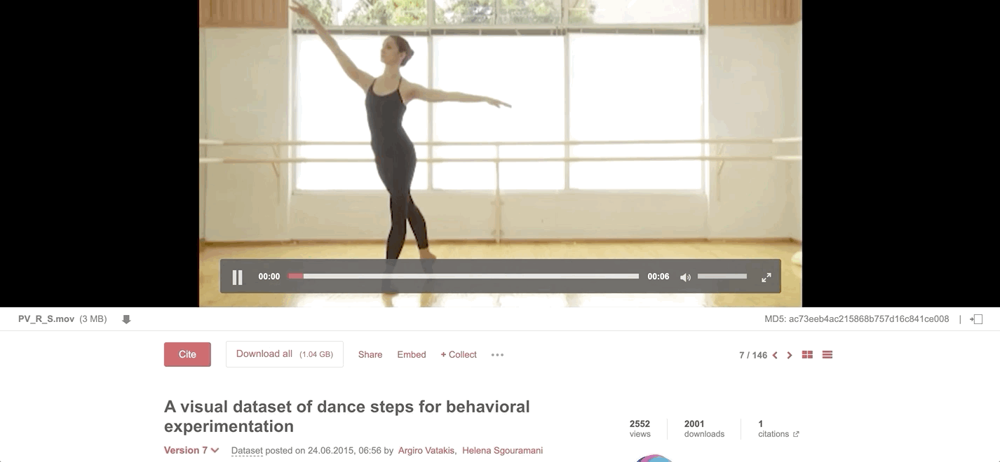 00:00
00:06
PV_R_S.mov (3 MB)
MD5: ac73eeb4ac215868b757d16c841ce008 |
Cite
Download all (1.04 GB)
Share
Embed
+ Collect
7 / 146
A visual dataset of dance steps for behavioral
experimentation
2552
views
2001
downloads
1
citations
Version 7
Dataset posted on 24.06.2015, 06:56 by Argiro Vatakis, Helena Sgouramani